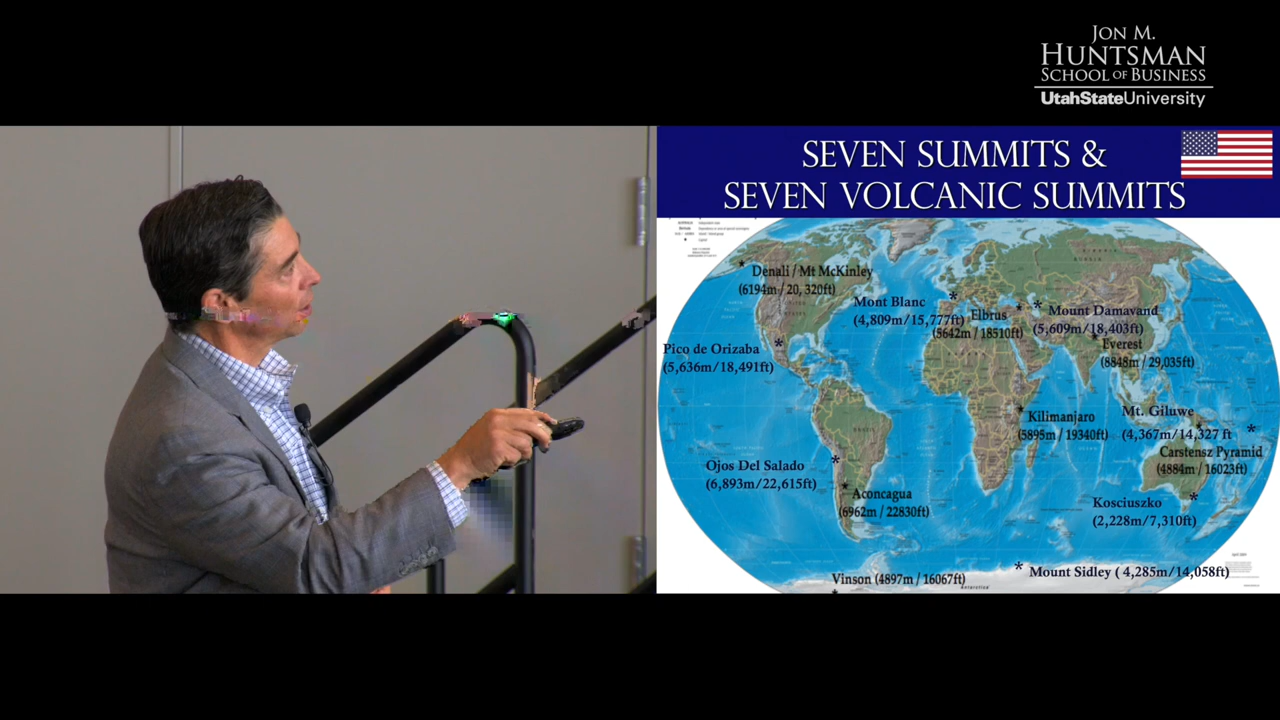 JON M.
HUNTSMAN
SCHOOL OF BUSINESS
UtahStateUniversity
SEVEN SUMMITS &
SEVEN VOLCANIC SUMMITS
Denali / Mt McKinley
(6194m / 20, 320ft)
Mont Blanc
(4,809m/15,777ft)
Elbrus
(5642m / 18510ft)
Mount Damavand
(5,609m/18,403ft)
Everest
(8848m / 29,035ft)
Pico de Orizaba
(5,636m/18,491ft)
Kilimanjaro
(5895m / 19340ft)
Mt. Giluwe
(4,367m/14,327 ft
Carstensz Pyramid
(4884m / 16023ft)
Ojos Del Salado
(6,893m/22,615ft)
Aconcagua
(6962m / 22830ft)
Kosciuszko
(2,228m/7,310ft)
Vinson (4897m / 16067ft)
Mount Sidley ( 4,285m/14,058ft)
Antarctica